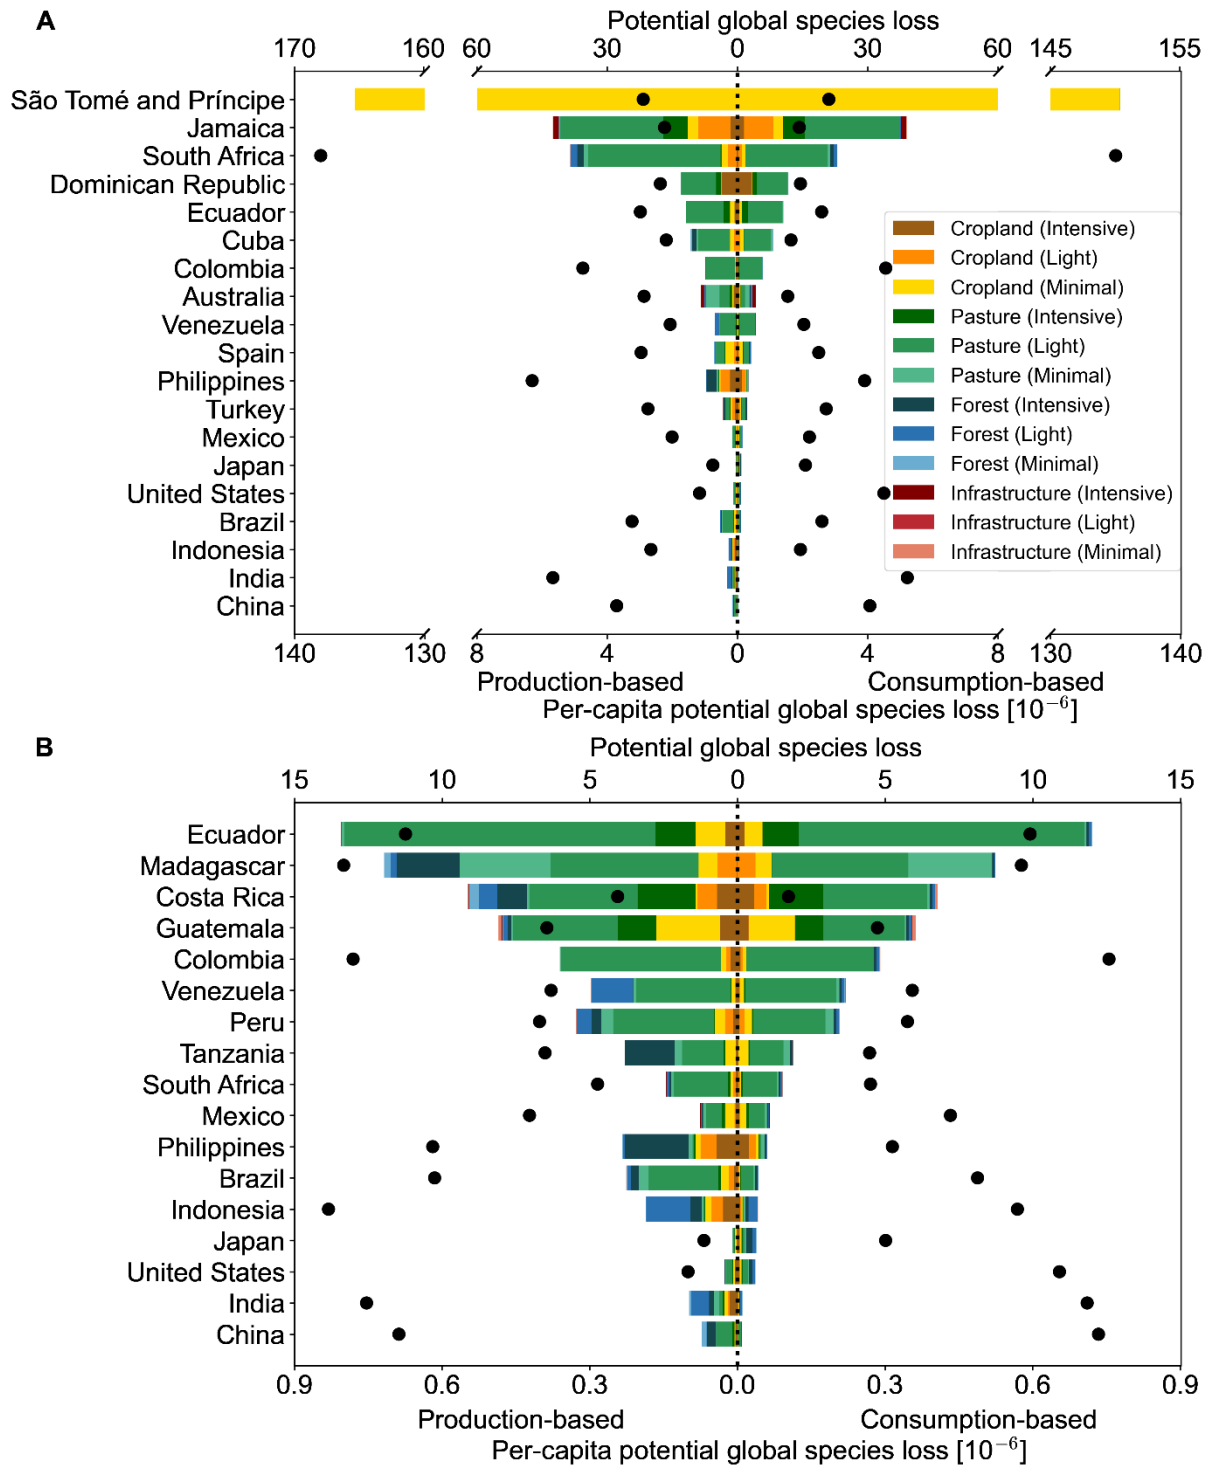 A
Potential global species loss
170 160 60 30 0 30 60 145 155
São Tomé and Príncipe
Jamaica
South Africa
Dominican Republic
Ecuador
Cuba
Colombia
Australia
Venezuela
Spain
Philippines
Turkey
Mexico
Japan
United States
Brazil
Indonesia
India
China
Cropland (Intensive)
Cropland (Light)
Cropland (Minimal)
Pasture (Intensive)
Pasture (Light)
Pasture (Minimal)
Forest (Intensive)
Forest (Light)
Forest (Minimal)
Infrastructure (Intensive)
Infrastructure (Light)
Infrastructure (Minimal)
140 130 8 4 0 4 8 130 140
Production-based Consumption-based
Per-capita potential global species loss [10⁻⁶]
B
Potential global species loss
15 10 5 0 5 10 15
Ecuador
Madagascar
Costa Rica
Guatemala
Colombia
Venezuela
Peru
Tanzania
South Africa
Mexico
Philippines
Brazil
Indonesia
Japan
United States
India
China
0.9 0.6 0.3 0.0 0.3 0.6 0.9
Production-based Consumption-based
Per-capita potential global species loss [10⁻⁶]